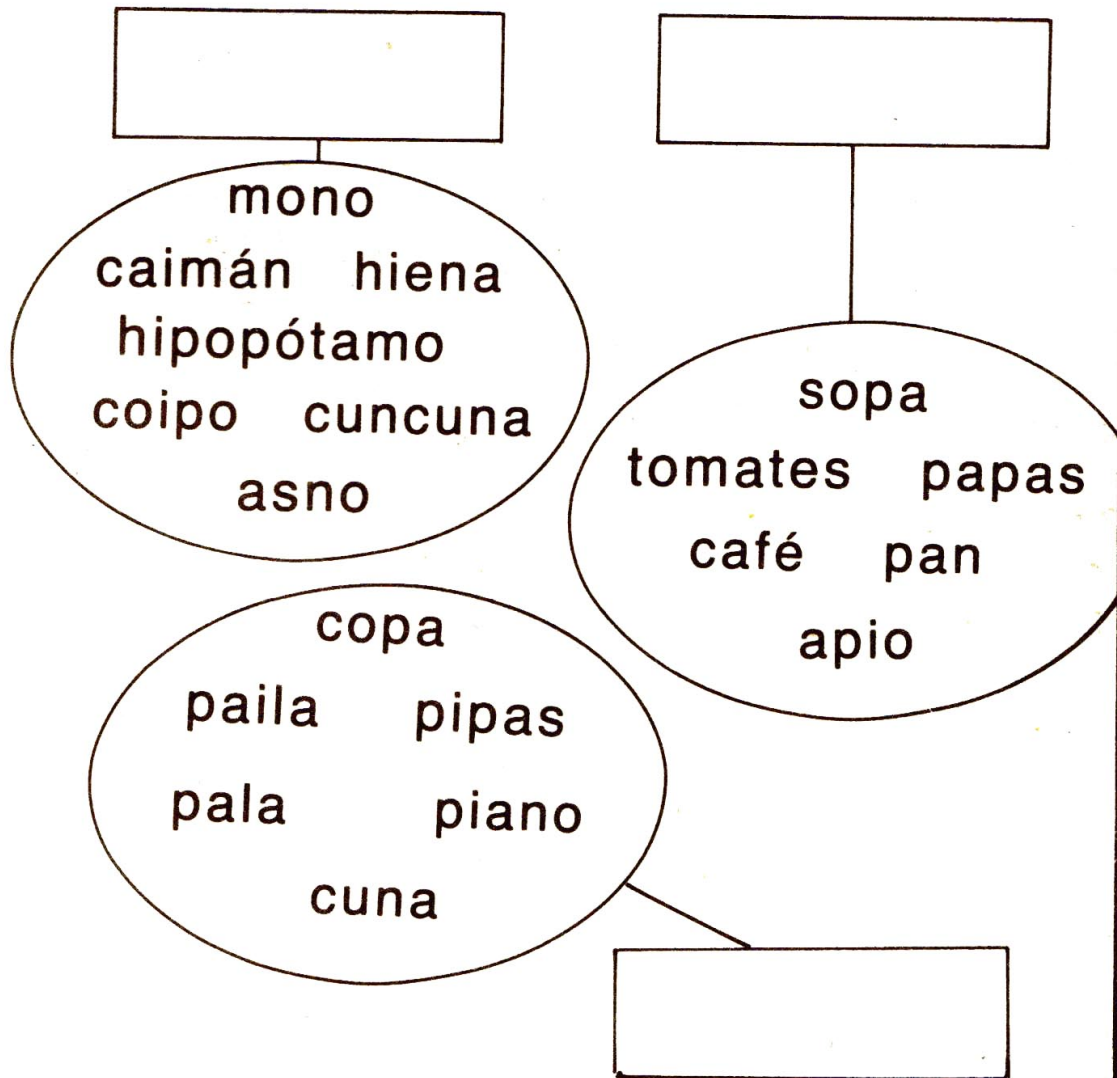 mono
caimán hiena
hipopótamo
coipo cuncuna
asno
sopa
tomates papas
café pan
apio
copa
paila pipas
pala piano
cuna